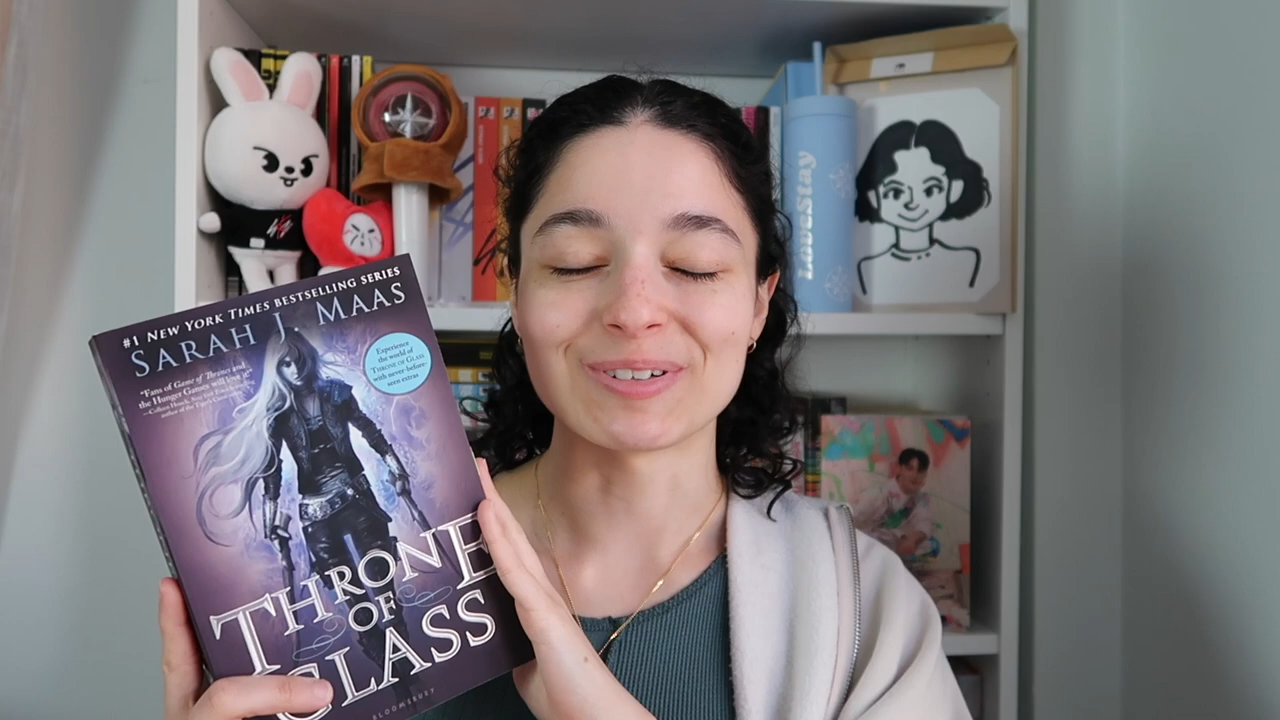 #1 NEW YORK TIMES BESTSELLING SERIES
SARAH J. MAAS
"Fans of Game of Thrones and
the Hunger Games will love it!"
Experience
the world of
THRONE OF GLASS
with never-before-
seen extras
THRONE
OF
GLASS
BLOOMSBURY
LOVESTAY